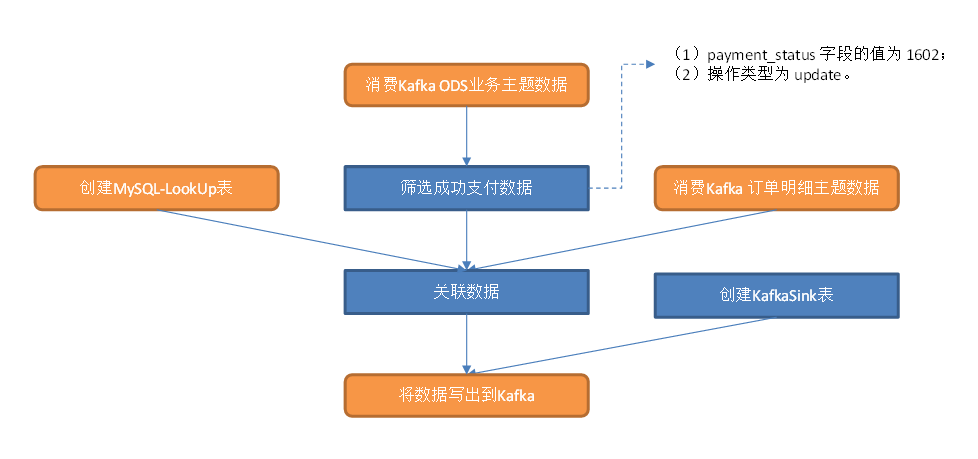 （1）payment_status 字段的值为 1602；
（2）操作类型为 update。
消费Kafka ODS业务主题数据
创建MySQL-LookUp表
筛选成功支付数据
消费Kafka 订单明细主题数据
关联数据
创建KafkaSink表
将数据写出到Kafka